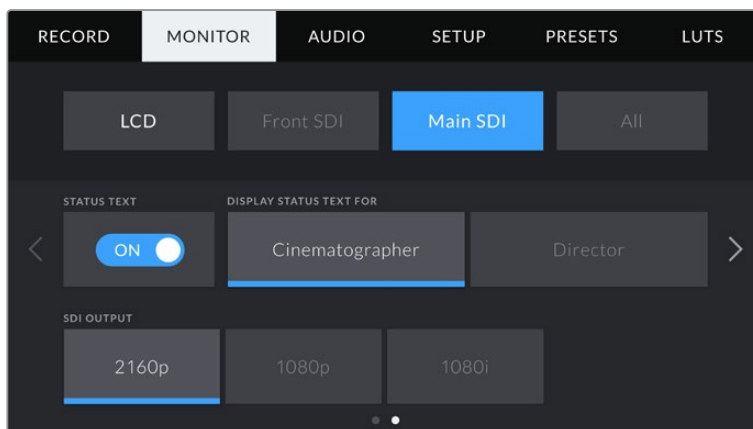 RECORD MONITOR AUDIO SETUP PRESETS LUTS
LCD Front SDI Main SDI All
STATUS TEXT DISPLAY STATUS TEXT FOR
ON Cinematographer Director
SDI OUTPUT
2160p 1080p 1080i